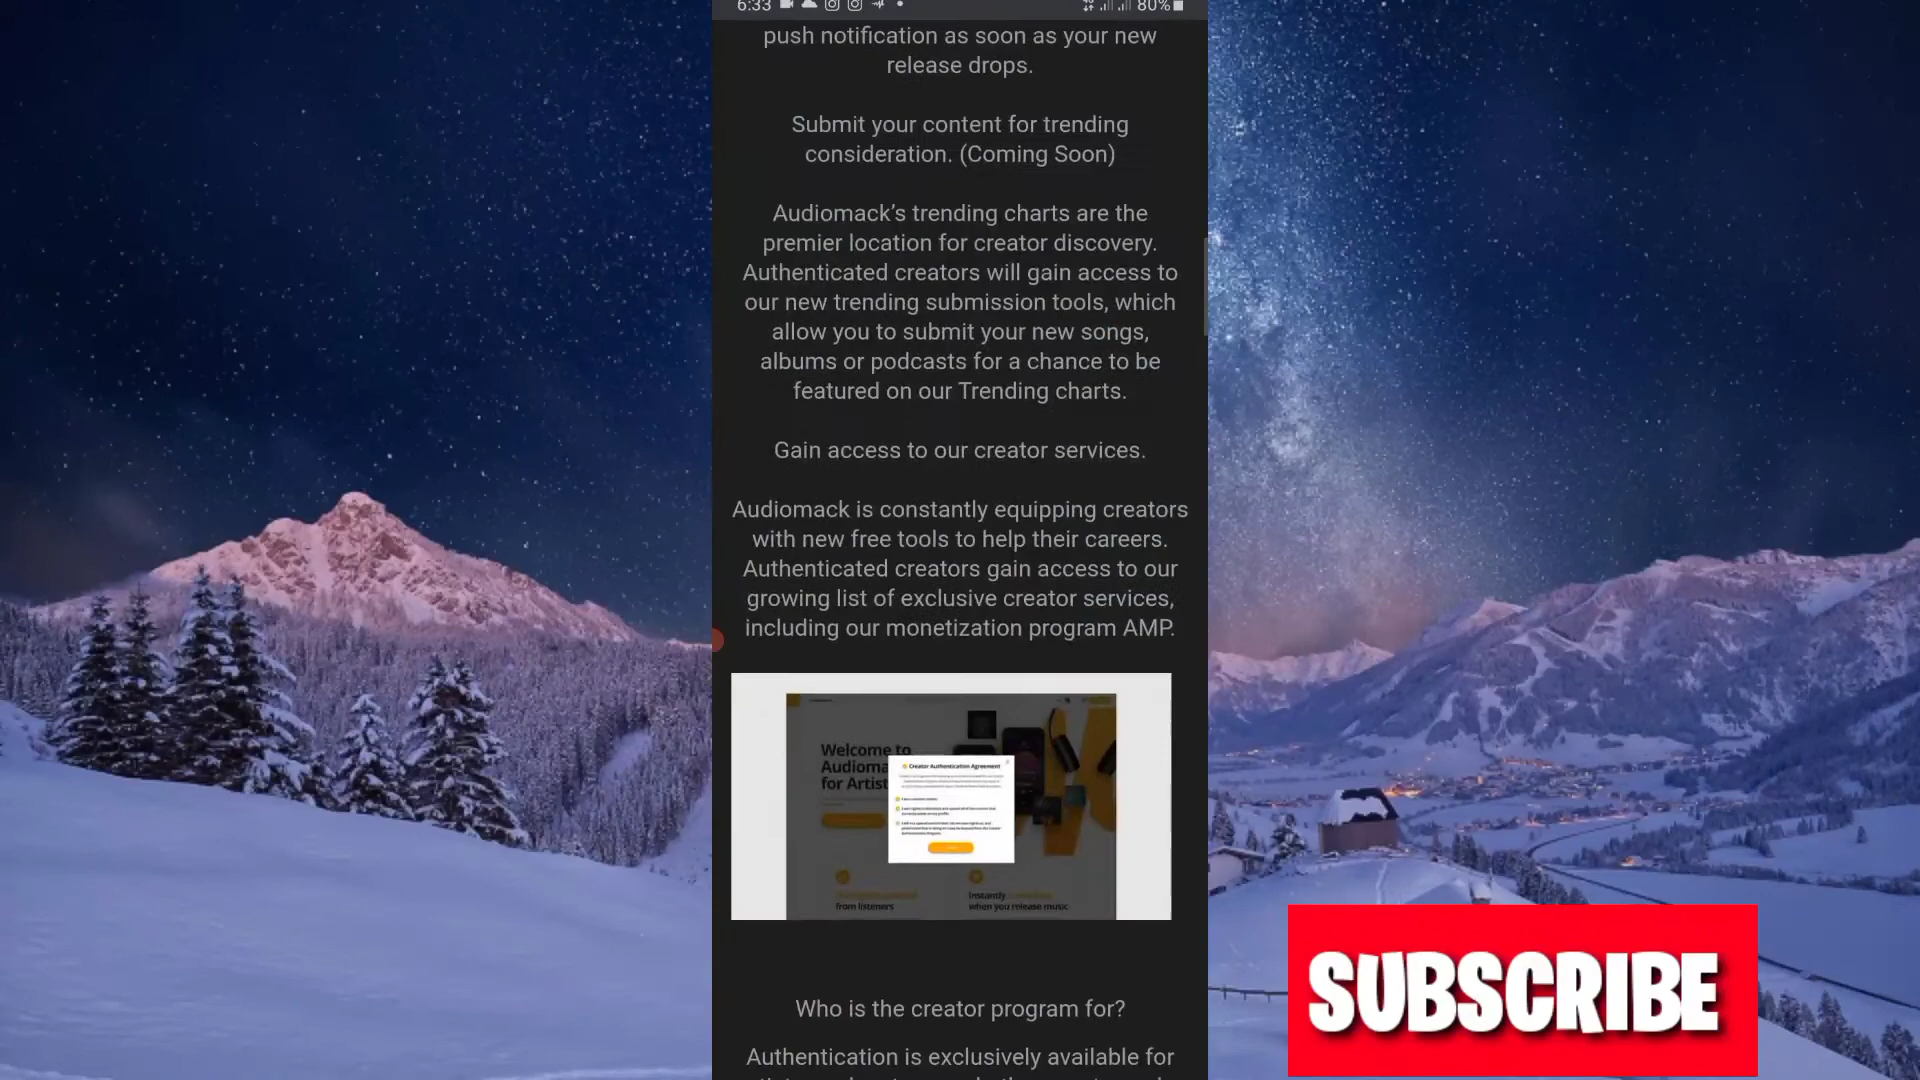 6:33 80%
push notification as soon as your new
release drops.
Submit your content for trending
consideration. (Coming Soon)
Audiomack’s trending charts are the
premier location for creator discovery.
Authenticated creators will gain access to
our new trending submission tools, which
allow you to submit your new songs,
albums or podcasts for a chance to be
featured on our Trending charts.
Gain access to our creator services.
Audiomack is constantly equipping creators
with new free tools to help their careers.
Authenticated creators gain access to our
growing list of exclusive creator services,
including our monetization program AMP.
Welcome to
Audioma
for Artist
Creator Authentication Agreement
from listeners
Instantly
when you release music
Who is the creator program for?
Authentication is exclusively available for
SUBSCRIBE